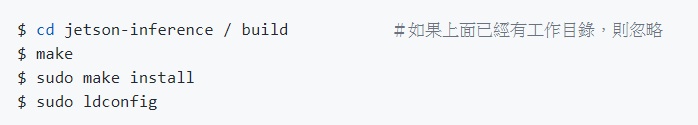 $ cd jetson-inference / build #如果上面已經有工作目錄，則忽略
$ make
$ sudo make install
$ sudo ldconfig